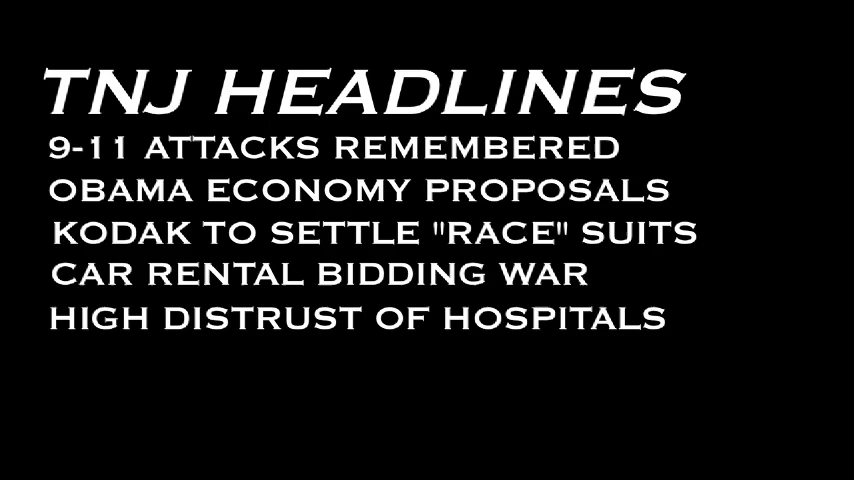 TNJ HEADLINES
9-11 ATTACKS REMEMBERED
OBAMA ECONOMY PROPOSALS
KODAK TO SETTLE "RACE" SUITS
CAR RENTAL BIDDING WAR
HIGH DISTRUST OF HOSPITALS